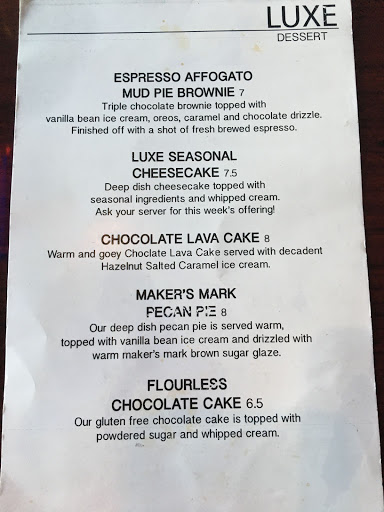 LUXE
DESSERT
ESPRESSO AFFOGATO
MUD PIE BROWNIE 7
Triple chocolate brownie topped with
vanilla bean ice cream, oreos, caramel and chocolate drizzle.
Finished off with a shot of fresh brewed espresso.
LUXE SEASONAL
CHEESECAKE 7.5
Deep dish cheesecake topped with
seasonal ingredients and whipped cream.
Ask your server for this week's offering!
CHOCOLATE LAVA CAKE 8
Warm and goey Choclate Lava Cake served with decadent
Hazelnut Salted Caramel ice cream.
MAKER'S MARK
PECAN PIE 8
Our deep dish pecan pie is served warm,
topped with vanilla bean ice cream and drizzled with
warm maker's mark brown sugar glaze.
FLOURLESS
CHOCOLATE CAKE 6.5
Our gluten free chocolate cake is topped with
powdered sugar and whipped cream.